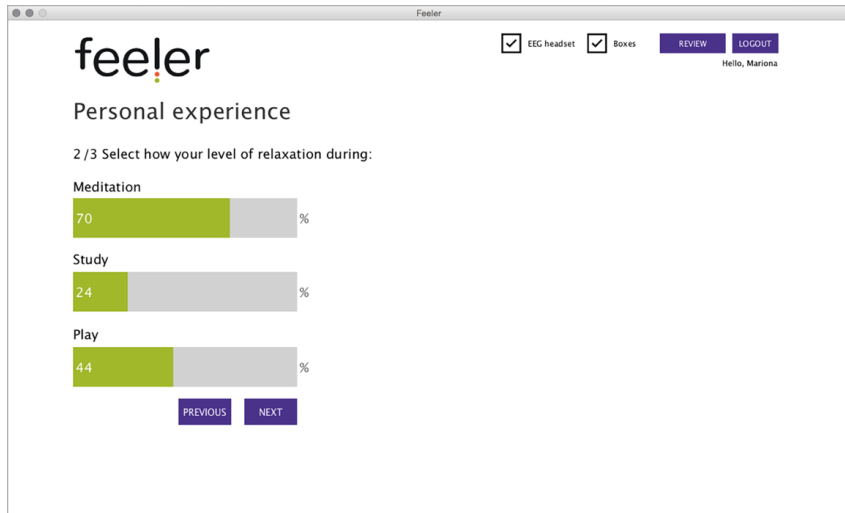 Feeler
feeler
EEG headset Boxes REVIEW LOGOUT
Hello, Mariona
Personal experience
2 /3 Select how your level of relaxation during:
Meditation
70 %
Study
24 %
Play
44 %
PREVIOUS NEXT